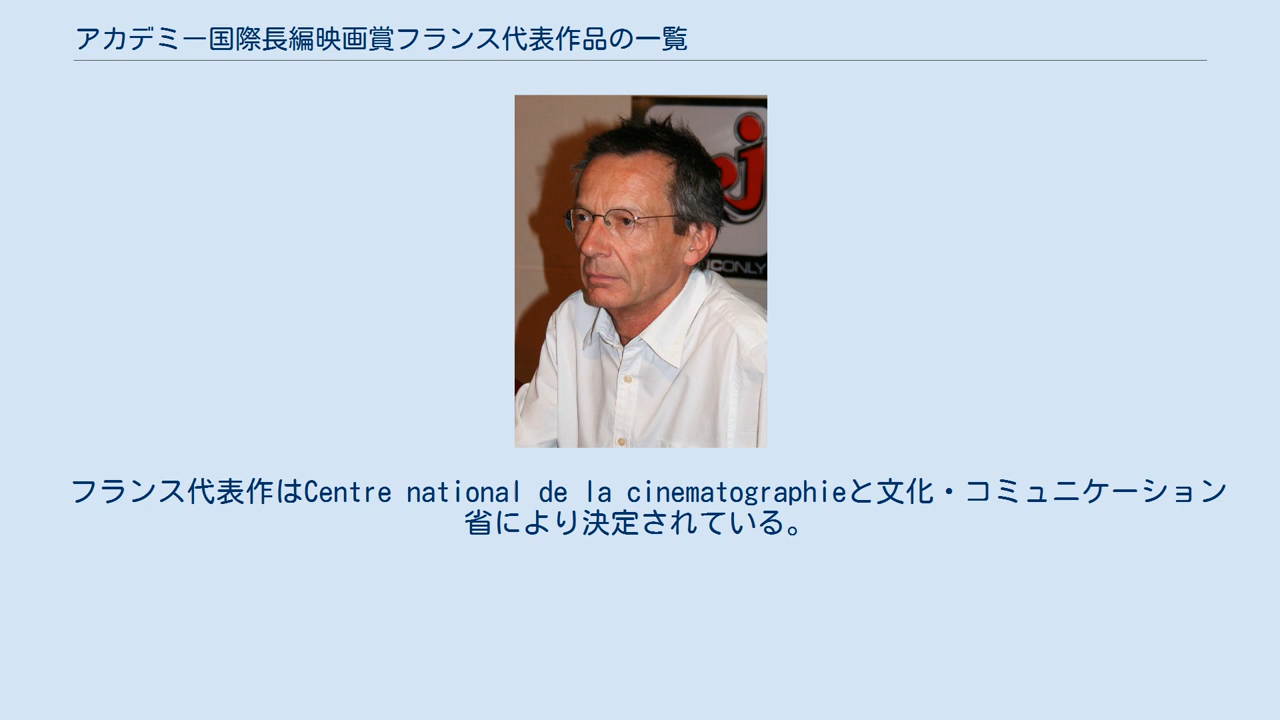 アカデミー国際長編映画賞フランス代表作品の一覧
フランス代表作はCentre national de la cinematographieと文化・コミュニケーション
省により決定されている。